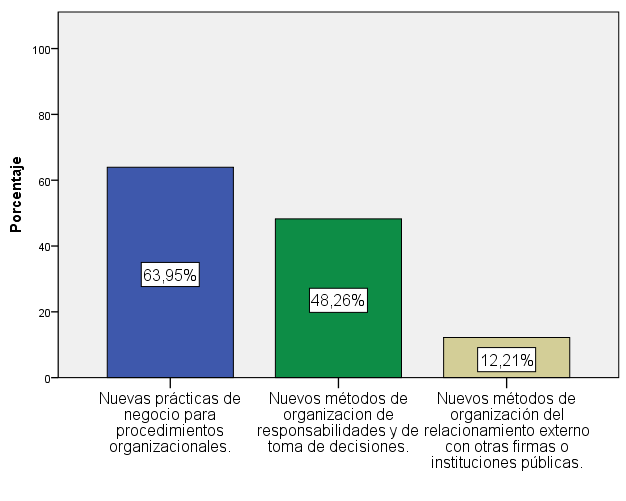 Porcentaje
100
80
60
40
20
0
63,95%
48,26%
12,21%
Nuevas prácticas de
negocio para
procedimientos
organizacionales.
Nuevos métodos de
organizacion de
responsabilidades y de
toma de decisiones.
Nuevos métodos de
organización del
relacionamiento externo
con otras firmas o
instituciones públicas.